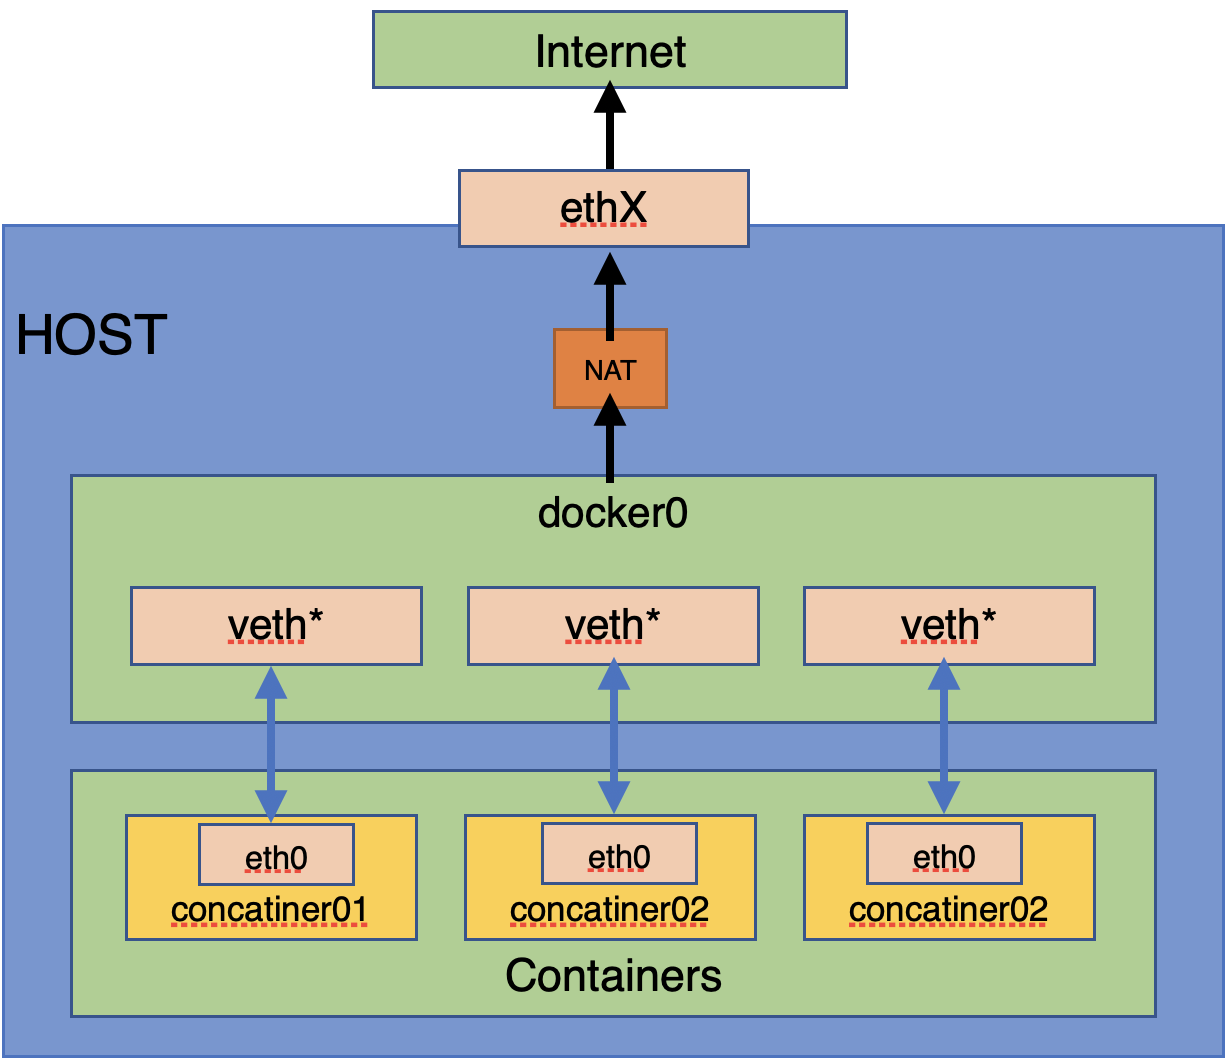 Internet
ethX
HOST
NAT
docker0
veth*
veth*
veth*
eth0
eth0
eth0
concatiner01
concatiner02
concatiner02
Containers